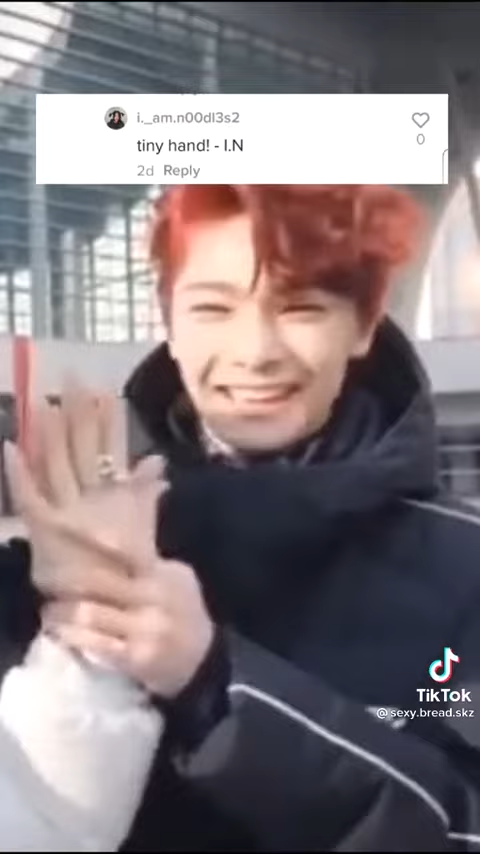 i._am.n00dl3s2
0
tiny hand! - I.N
2d Reply
TikTok
@sexy.bread.skz